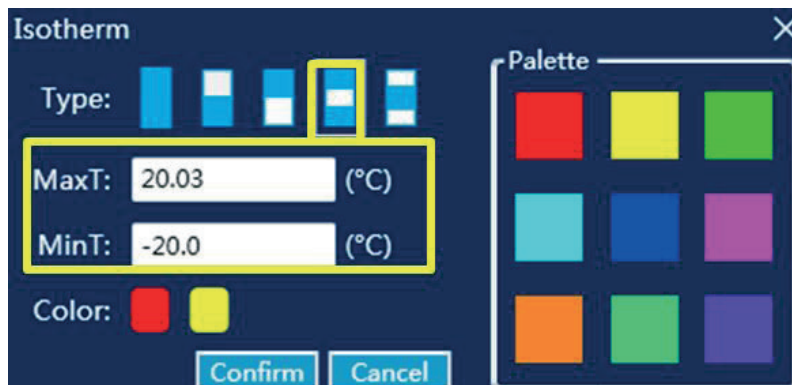 Isotherm
Type:
MaxT: 20.03 (°C)
MinT: -20.0 (°C)
Color:
Confirm Cancel
Palette